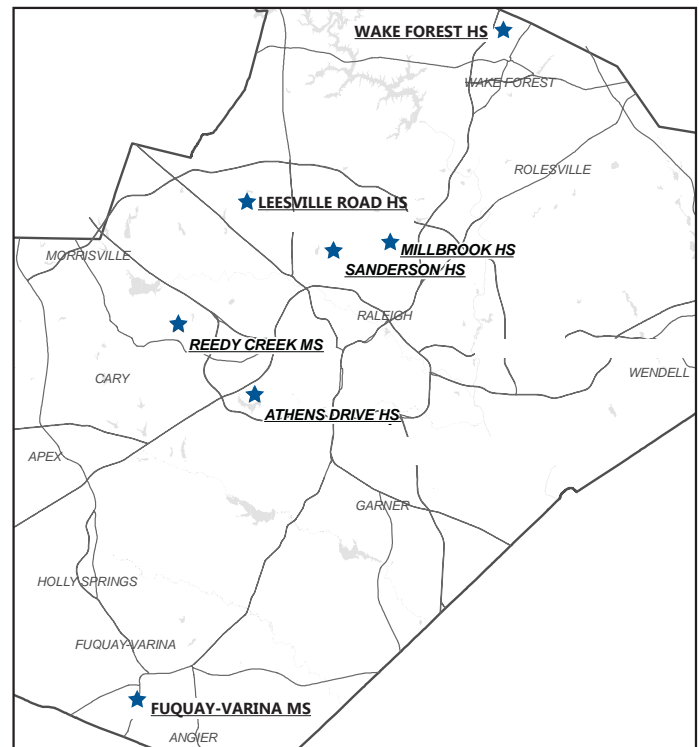 WAKE FOREST HS
WAKE FOREST
ROLESVILLE
LEESVILLE ROAD HS
MILLBROOK HS
MORRISVILLE
SANDERSON HS
RALEIGH
REEDY CREEK MS
CARY
WENDELL
ATHENS DRIVE HS
APEX
GARNER
HOLLY SPRINGS
FUQUAY-VARINA
FUQUAY-VARINA MS
ANGIER